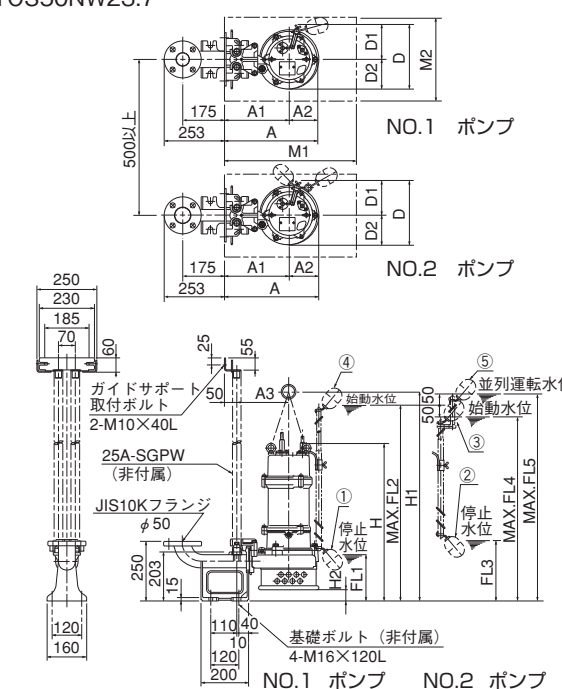 D1
D
M2
D2
175
A1
A2
253
A
M1
NO.1 ポンプ
500以上
D1
D
D2
175
A1
A2
253
A
NO.2 ポンプ
250
230
185
70
60
25
55
50
ガイドサポート
取付ボルト
2-M10×40L
25A-SGPW
(非付属)
JIS10Kフランジ
φ50
A3
④
始動水位
①
停止
水位
H
H2
FL1
MAX.FL2
H1
⑤
並列運転水位
50
50
始動水位
③
②
停止
水位
FL3
MAX.FL4
MAX.FL5
250
203
15
120
160
110
40
10
120
200
基礎ボルト(非付属)
4-M16×120L
NO.1 ポンプ
NO.2 ポンプ